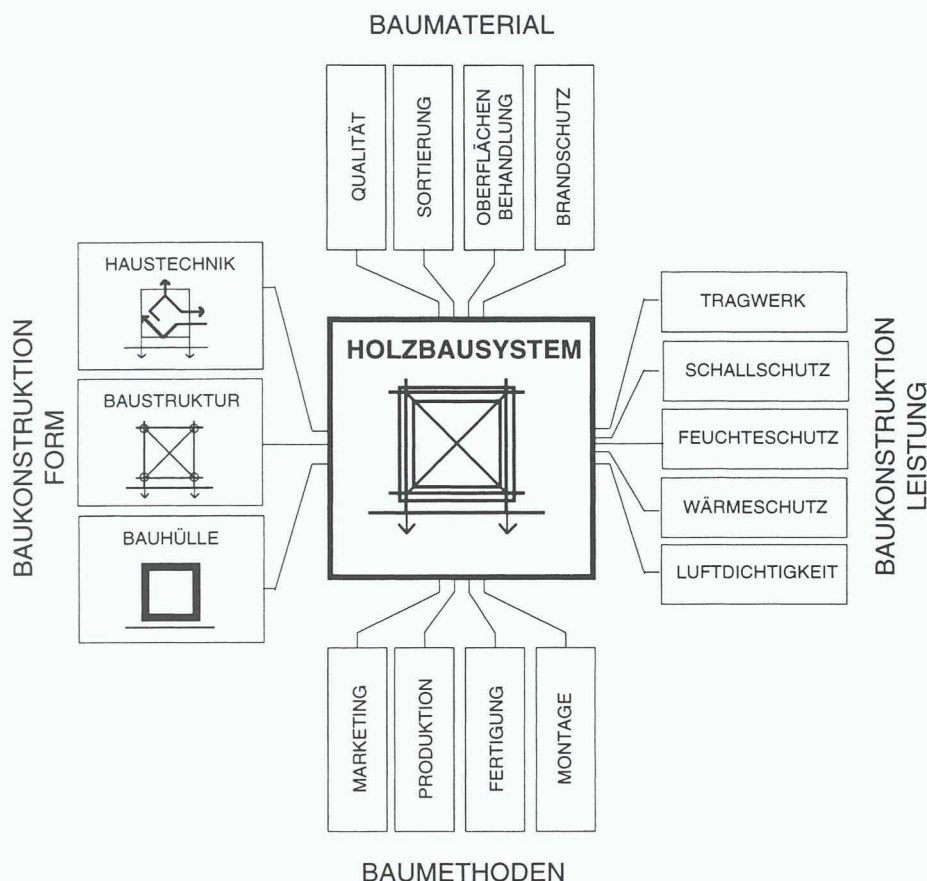 BAUMATERIAL
QUALITÄT
SORTIERUNG
OBERFLÄCHEN
BEHANDLUNG
BRANDSCHUTZ
BAUKONSTRUKTION
FORM
HAUSTECHNIK
BAUSTRUKTUR
BAUHÜLLE
HOLZBAUSYSTEM
TRAGWERK
SCHALLSCHUTZ
FEUCHTESCHUTZ
WÄRMESCHUTZ
LUFTDICHTIGKEIT
BAUKONSTRUKTION
LEISTUNG
MARKETING
PRODUKTION
FERTIGUNG
MONTAGE
BAUMETHODEN